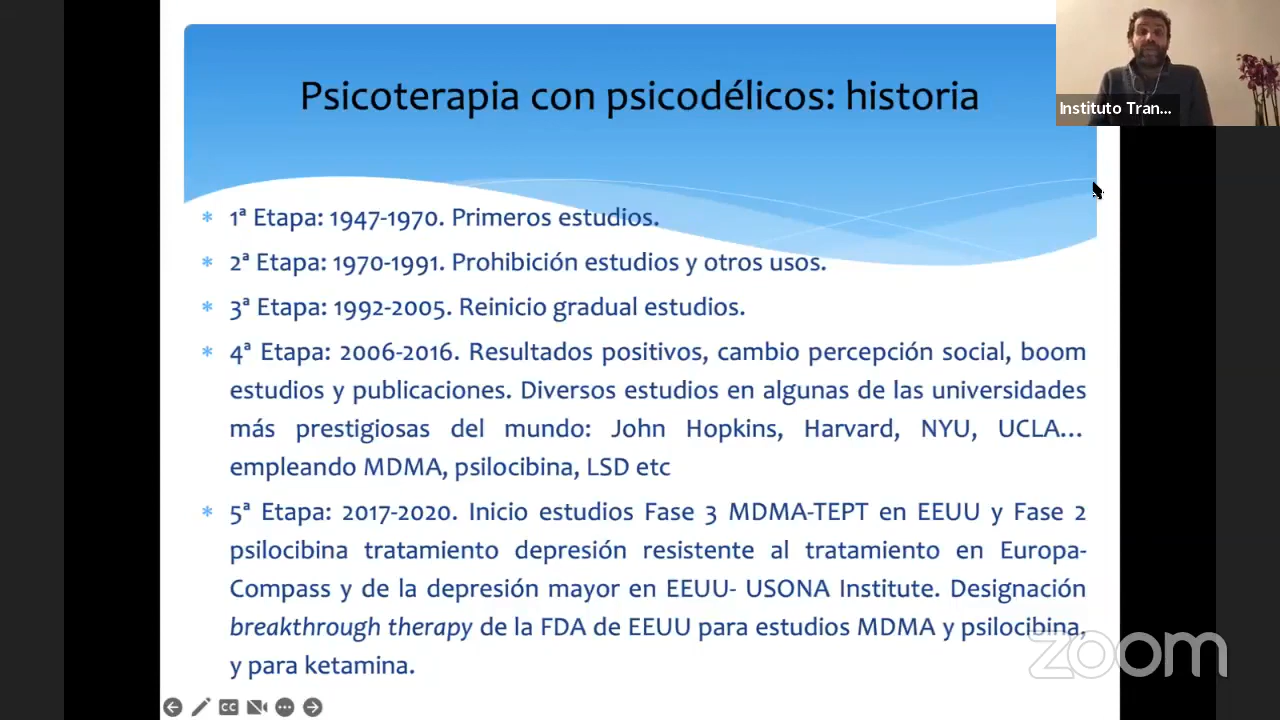 Psicoterapia con psicodélicos: historia
Instituto Tran...
* 1ª Etapa: 1947-1970. Primeros estudios.
* 2ª Etapa: 1970-1991. Prohibición estudios y otros usos.
* 3ª Etapa: 1992-2005. Reinicio gradual estudios.
* 4ª Etapa: 2006-2016. Resultados positivos, cambio percepción social, boom
estudios y publicaciones. Diversos estudios en algunas de las universidades
más prestigiosas del mundo: John Hopkins, Harvard, NYU, UCLA...
empleando MDMA, psilocibina, LSD etc
* 5ª Etapa: 2017-2020. Inicio estudios Fase 3 MDMA-TEPT en EEUU y Fase 2
psilocibina tratamiento depresión resistente al tratamiento en Europa-
Compass y de la depresión mayor en EEUU- USONA Institute. Designación
breakthrough therapy de la FDA de EEUU para estudios MDMA y psilocibina,
y para ketamina.
zoom
CC